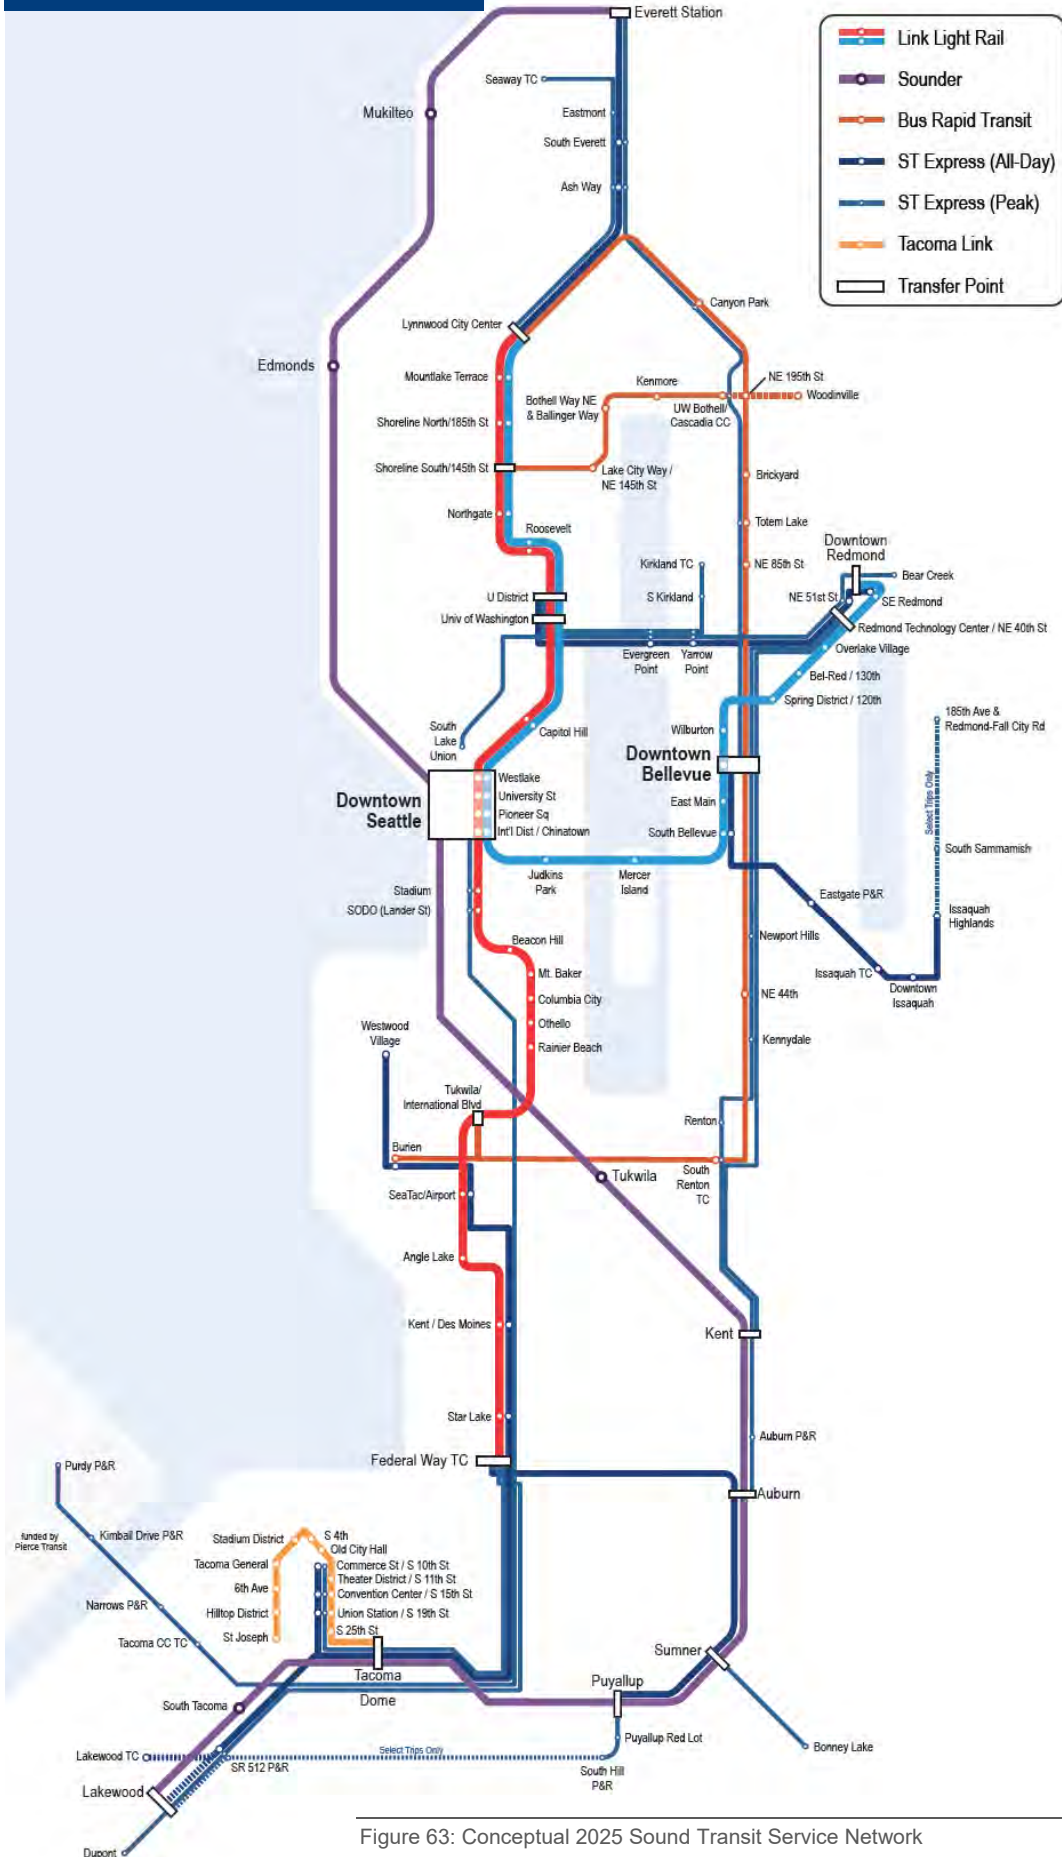 Everett Station
Link Light Rail
Sounder
Bus Rapid Transit
ST Express (All-Day)
ST Express (Peak)
Tacoma Link
Transfer Point
Seaway TC
Mukilteo
Eastmont
South Everett
Ash Way
Canyon Park
Lynnwood City Center
Edmonds
Mountlake Terrace
NE 195th St
Kenmore
Woodinville
Bothell Way NE
& Ballinger Way
UW Bothell/
Cascadia CC
Shoreline North/185th St
Shoreline South/145th St
Lake City Way /
NE 145th St
Brickyard
Northgate
Totem Lake
Roosevelt
Downtown
Redmond
Kirkland TC
NE 85th St
Bear Creek
U District
S Kirkland
NE 51st St
SE Redmond
Univ of Washington
Redmond Technology Center / NE 40th St
Evergreen
Point
Yarrow
Point
Overlake Village
Bel-Red / 130th
Spring District / 120th
South
Lake
Union
Capitol Hill
Wilburton
185th Ave &
Redmond-Fall City Rd
Downtown
Bellevue
Westlake
University St
Pioneer Sq
Int'l Dist / Chinatown
Downtown
Seattle
East Main
South Bellevue
Select Trips Only
South Sammamish
Judkins
Park
Mercer
Island
Stadium
SODO (Lander St)
Eastgate P&R
Issaquah
Highlands
Beacon Hill
Newport Hills
Mt. Baker
Issaquah TC
Downtown
Issaquah
Columbia City
NE 44th
Othello
Westwood
Village
Rainier Beach
Kennydale
Tukwila/
International Blvd
Renton
Burien
South
Renton
TC
Tukwila
SeaTac/Airport
Angle Lake
Kent / Des Moines
Kent
Star Lake
Auburn P&R
Federal Way TC
Purdy P&R
Auburn
funded by
Pierce Transit
Kimball Drive P&R
Stadium District
S 4th
Old City Hall
Tacoma General
Commerce St / S 10th St
Theater District / S 11th St
6th Ave
Convention Center / S 15th St
Narrows P&R
Hilltop District
Union Station / S 19th St
St Joseph
S 25th St
Tacoma CC TC
Sumner
Tacoma
Dome
Puyallup
South Tacoma
Puyallup Red Lot
Bonney Lake
Lakewood TC
Select Trips Only
SR 512 P&R
South Hill
P&R
Lakewood
Dupont
Figure 63: Conceptual 2025 Sound Transit Service Network